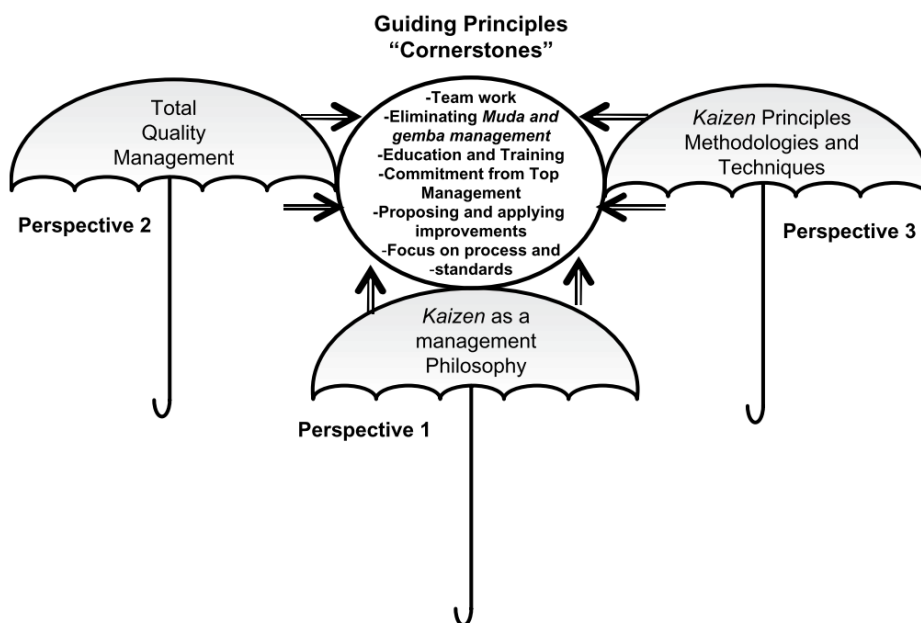 Guiding Principles
“Cornerstones”
Total
Quality
Management
Perspective 2
-Team work
-Eliminating Muda and
gemba management
-Education and Training
-Commitment from Top
Management
-Proposing and applying
improvements
-Focus on process and
-standards
Kaizen Principles
Methodologies and
Techniques
Perspective 3
Kaizen as a
management
Philosophy
Perspective 1